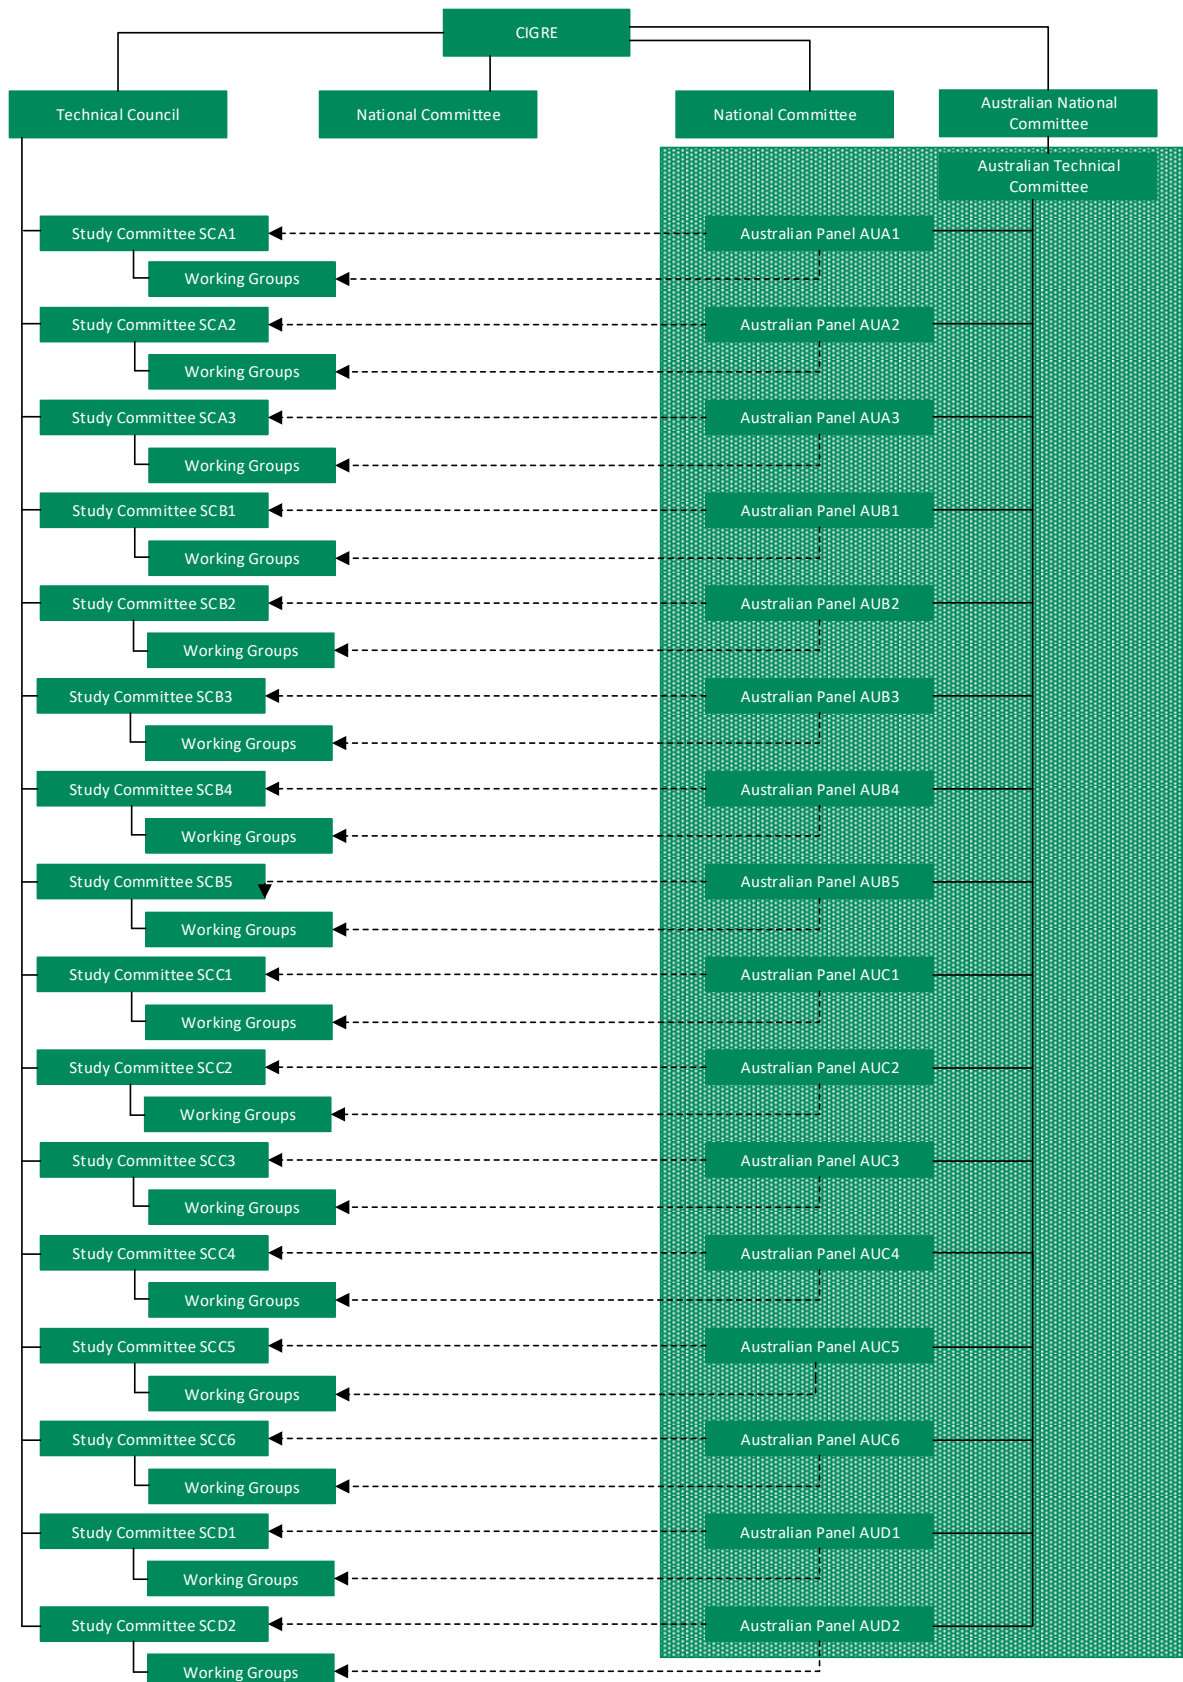 CIGRE
Technical Council
National Committee
National Committee
Australian National
Committee
Australian Technical
Committee
Study Committee SCA1
Australian Panel AUA1
Working Groups
Study Committee SCA2
Australian Panel AUA2
Working Groups
Study Committee SCA3
Australian Panel AUA3
Working Groups
Study Committee SCB1
Australian Panel AUB1
Working Groups
Study Committee SCB2
Australian Panel AUB2
Working Groups
Study Committee SCB3
Australian Panel AUB3
Working Groups
Study Committee SCB4
Australian Panel AUB4
Working Groups
Study Committee SCB5
Australian Panel AUB5
Working Groups
Study Committee SCC1
Australian Panel AUC1
Working Groups
Study Committee SCC2
Australian Panel AUC2
Working Groups
Study Committee SCC3
Australian Panel AUC3
Working Groups
Study Committee SCC4
Australian Panel AUC4
Working Groups
Study Committee SCC5
Australian Panel AUC5
Working Groups
Study Committee SCC6
Australian Panel AUC6
Working Groups
Study Committee SCD1
Australian Panel AUD1
Working Groups
Study Committee SCD2
Australian Panel AUD2
Working Groups